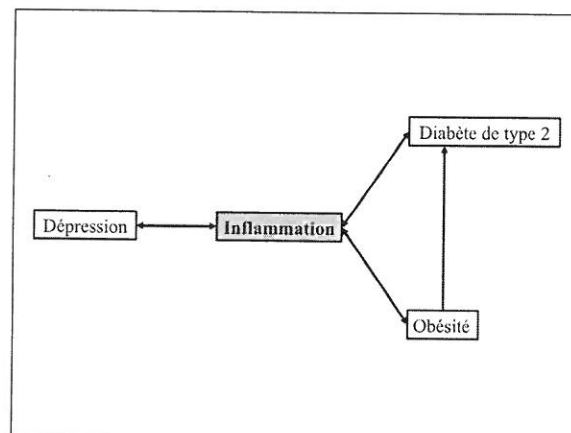 Diabète de type 2
Dépression
Inflammation
Obésité